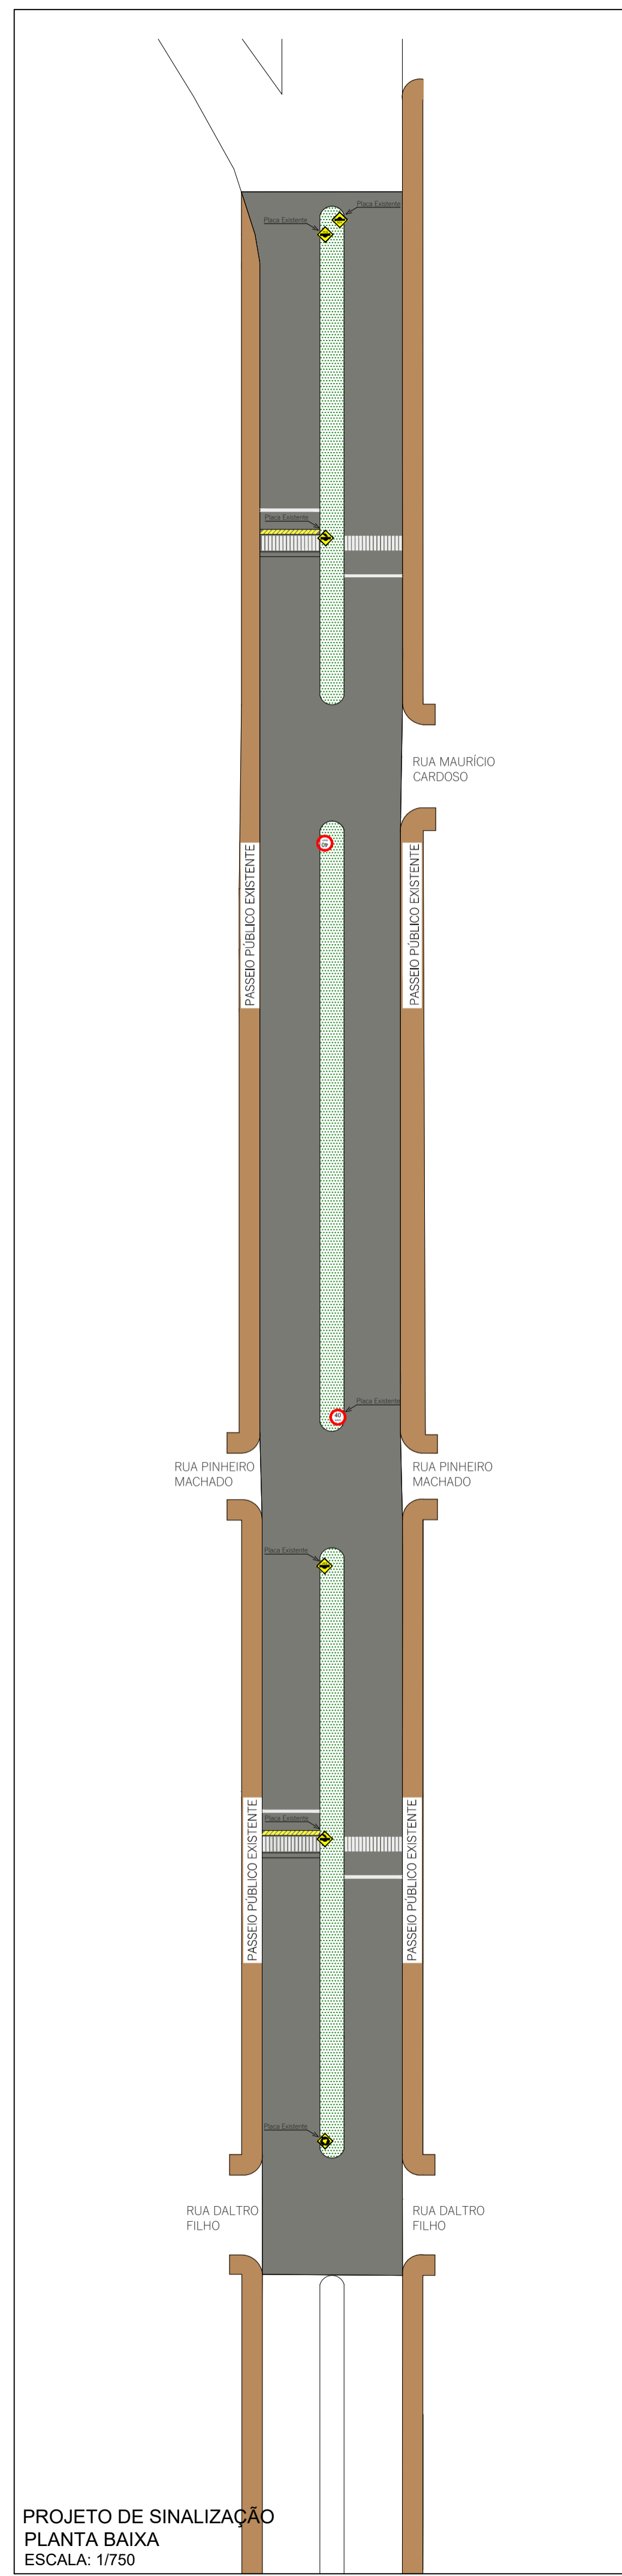 Placa Existente
Placa Existente
Placa Existente
RUA MAURÍCIO
CARDOSO
40
PASSEIO PÚBLICO EXISTENTE
PASSEIO PÚBLICO EXISTENTE
Placa Existente
40
RUA PINHEIRO
MACHADO
RUA PINHEIRO
MACHADO
Placa Existente
PASSEIO PÚBLICO EXISTENTE
Placa Existente
PASSEIO PÚBLICO EXISTENTE
Placa Existente
RUA DALTRO
FILHO
RUA DALTRO
FILHO
PROJETO DE SINALIZAÇÃO
PLANTA BAIXA
ESCALA: 1/750